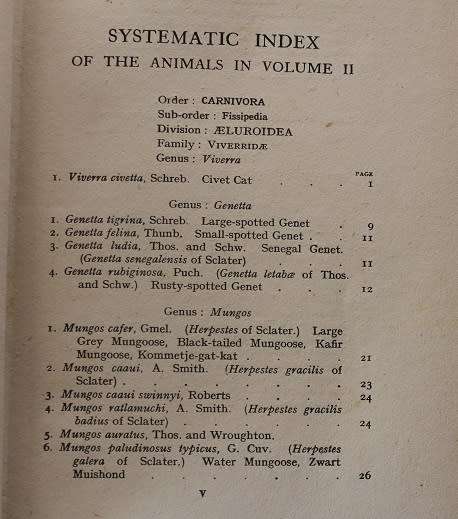 SYSTEMATIC INDEX
OF THE ANIMALS IN VOLUME II
Order : CARNIVORA
Sub-order : Fissipedia
Division : ÆLUROIDEA
Family : VIVERRIDÆ
Genus : Viverra
PAGE
1. Viverra civetta, Schreb. Civet Cat . . . 1
Genus : Genetta
1. Genetta tigrina, Schreb. Large-spotted Genet . 9
2. Genetta felina, Thunb. Small-spotted Genet . . 11
3. Genetta ludia, Thos. and Schw. Senegal Genet.
(Genetta senegalensis of Sclater) . . . 11
4. Genetta rubiginosa, Puch. (Genetta letabæ of Thos.
and Schw.) Rusty-spotted Genet . . . 12
Genus : Mungos
1. Mungos cafer, Gmel. (Herpestes of Sclater.) Large
Grey Mungoose, Black-tailed Mungoose, Kafir
Mungoose, Kommetje-gat-kat . . . . 21
2. Mungos caaui, A. Smith. (Herpestes gracilis of
Sclater) . . . . . . . 23
3. Mungos caaui swinnyi, Roberts . . . . 24
4. Mungos ratlamuchi, A. Smith. (Herpestes gracilis
badius of Sclater) . . . . . 24
5. Mungos auratus, Thos. and Wroughton.
6. Mungos paludinosus typicus, G. Cuv. (Herpestes
galera of Sclater.) Water Mungoose, Zwart
Muishond . . . . . . 26
v